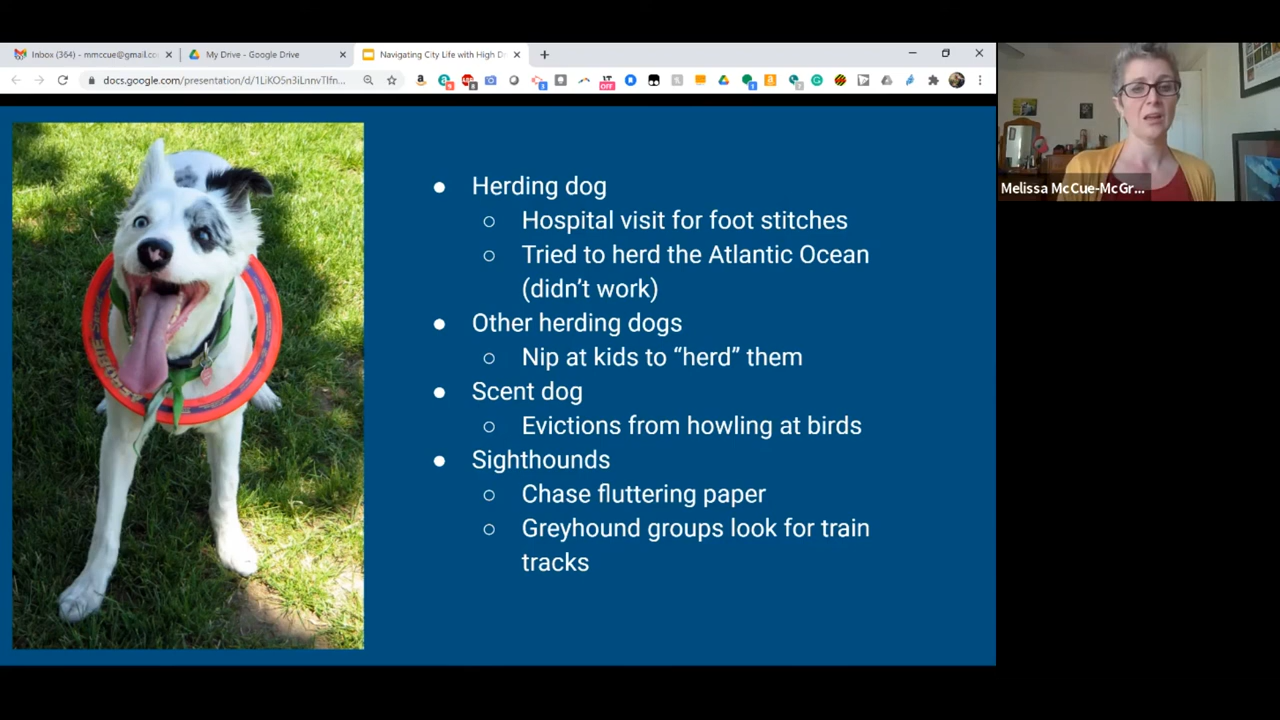 Inbox (364) - mmccue@gmail.co
My Drive - Google Drive
Navigating City Life with High D
docs.google.com/presentation/d/1LiKO5n3iLnnvTIfn...
OFF
Melissa McCue-McGr...
AEROBIE
● Herding dog
○ Hospital visit for foot stitches
○ Tried to herd the Atlantic Ocean
(didn’t work)
● Other herding dogs
○ Nip at kids to “herd” them
● Scent dog
○ Evictions from howling at birds
● Sighthounds
○ Chase fluttering paper
○ Greyhound groups look for train
tracks